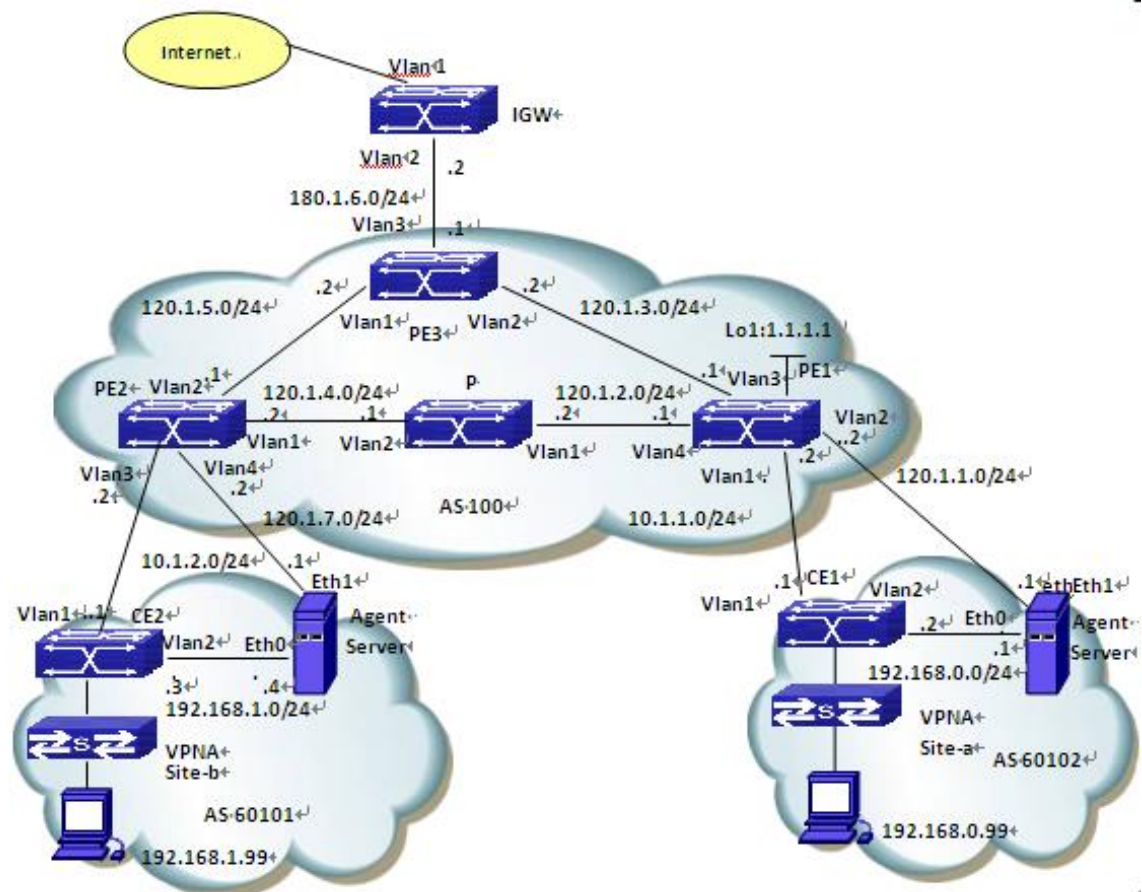 Internet.
Vlan 1
IGW
Vlan 2
.2
180.1.6.0/24
Vlan3
.1
.2
.2
120.1.5.0/24
120.1.3.0/24
Vlan1
Vlan2
PE3
Lo1:1.1.1.1
PE1
PE2
Vlan2
.1
.1
Vlan3
120.1.4.0/24
P.
120.1.2.0/24
Vlan2
.2
.1
.2
.1
Vlan1
Vlan2
Vlan1
Vlan4
..2
.2
Vlan3
Vlan4
Vlan1.
.2
.2
120.1.1.0/24
AS-100
120.1.7.0/24
10.1.1.0/24
10.1.2.0/24
.1
Eth1
.1
CE1
Vlan1
Vlan2
.1
ethEth1
Vlan1
.1
CE2
Vlan2
Eth0
Agent
Server
.2
Eth0
.1
Agent
Server
.3
.4
192.168.1.0/24
192.168.0.0/24
S
VPNA
Site-b
S
VPNA
Site-a
AS-60102
AS-60101
192.168.1.99
192.168.0.99